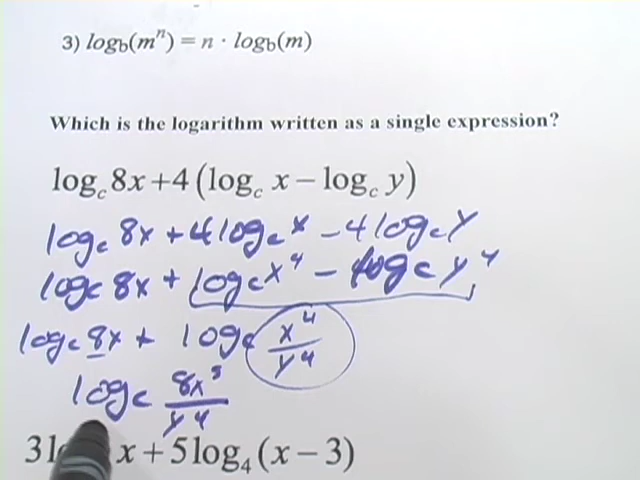 3) log_b(m^n) = n · log_b(m)
Which is the logarithm written as a single expression?
log_c 8x+4(log_c x − log_c y)
log_c 8x + 4 log_c x − 4 log_c y
log_c 8x + log_c x^4 − log_c y^4
log_c 8x + log_c x^4/y^4
log_c 8x^5/y^4
x + 5 log_4 (x − 3)